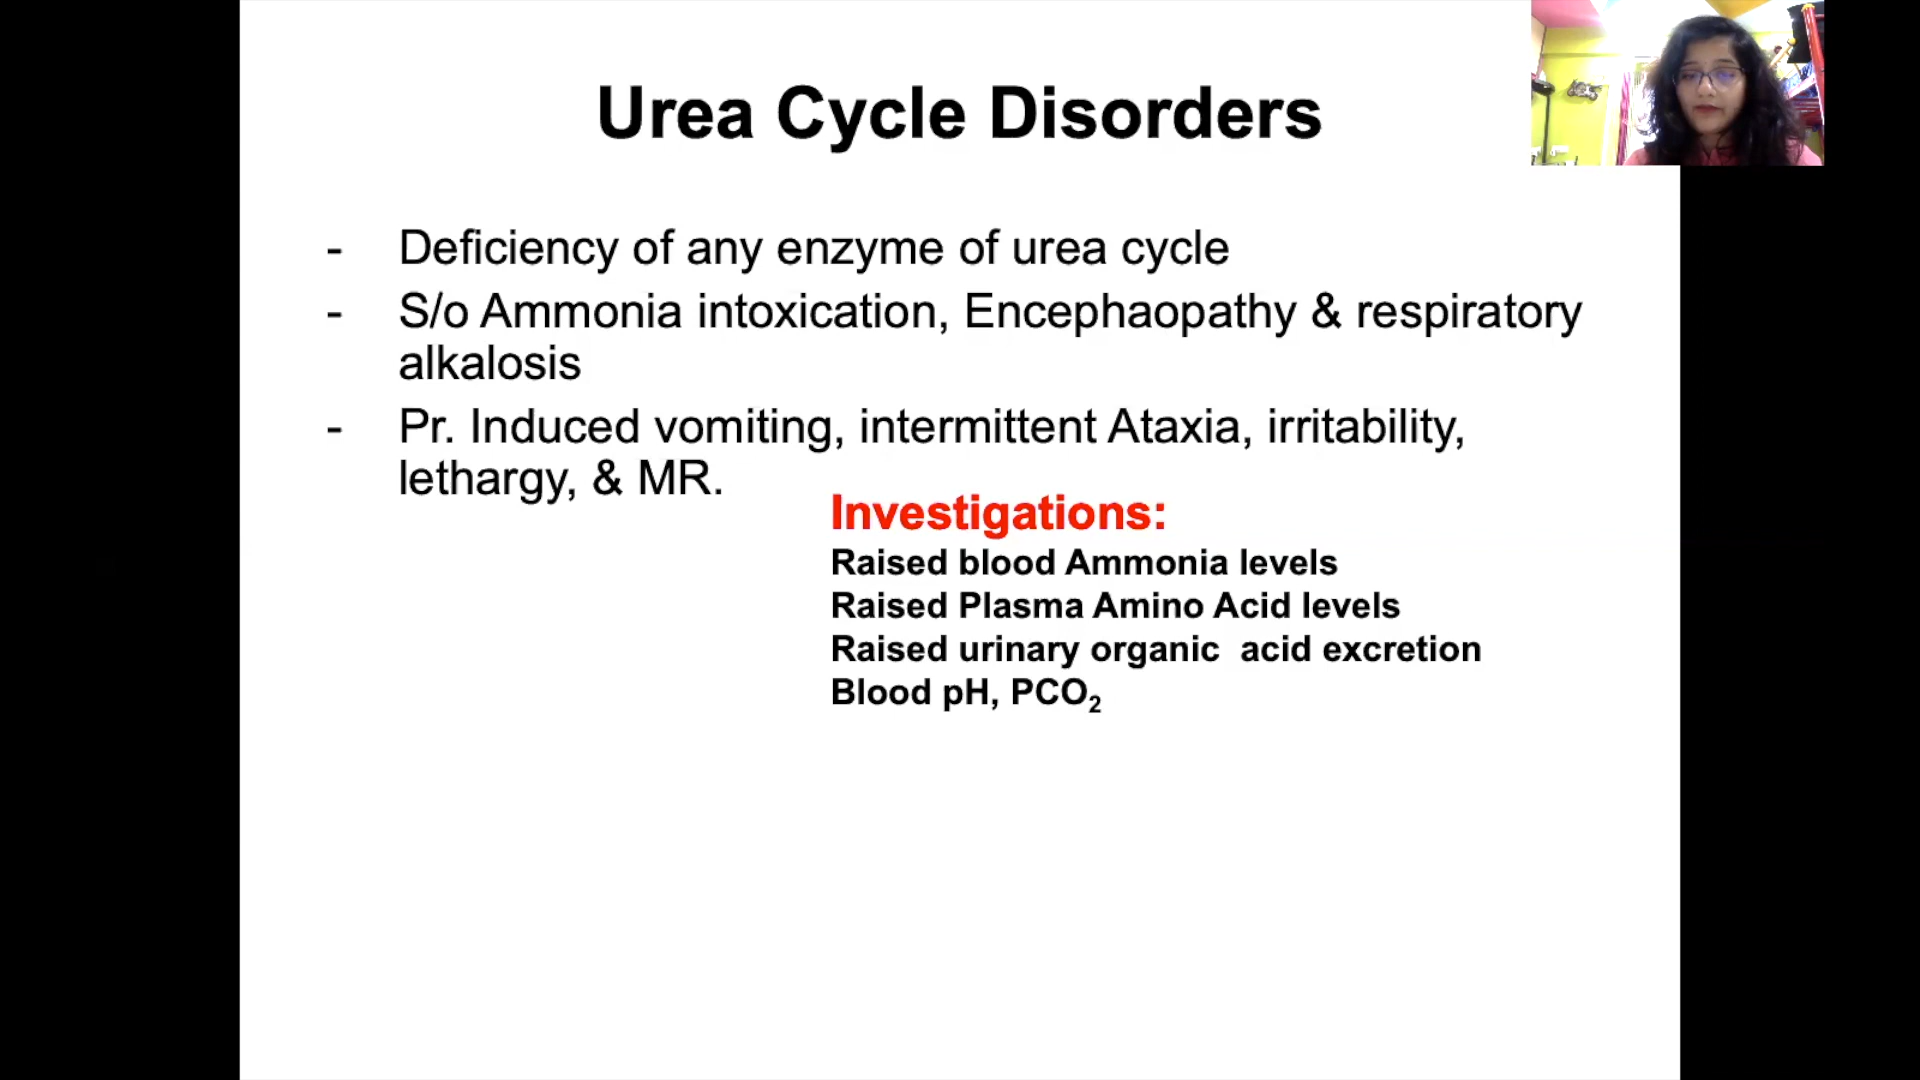 Urea Cycle Disorders
- Deficiency of any enzyme of urea cycle
- S/o Ammonia intoxication, Encephaopathy & respiratory
alkalosis
- Pr. Induced vomiting, intermittent Ataxia, irritability,
lethargy, & MR.
Investigations:
Raised blood Ammonia levels
Raised Plasma Amino Acid levels
Raised urinary organic  acid excretion
Blood pH, PCO₂